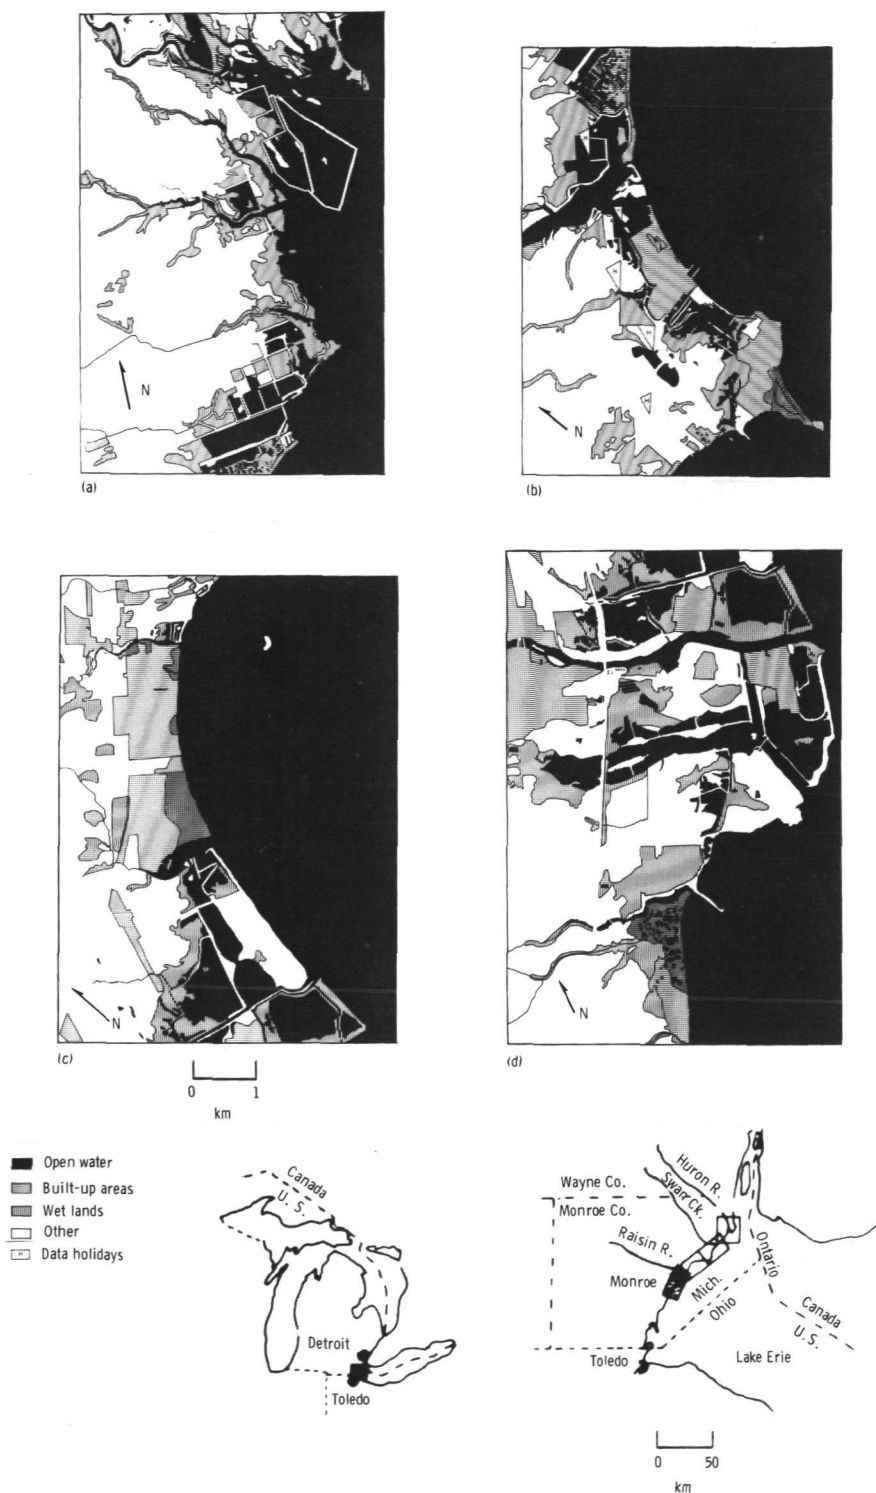 N
(a)
H
H
H
H
N
(b)
N
(c)
0 1
km
N
(d)
Open water
Built-up areas
Wet lands
Other
H Data holidays
Canada
U. S.
Detroit
Toledo
Wayne Co.
Monroe Co.
Huron R.
Swan Ck.
Raisin R.
Monroe
Mich.
Ohio
Ontario
Canada
U. S.
Toledo
Lake Erie
0 50
km